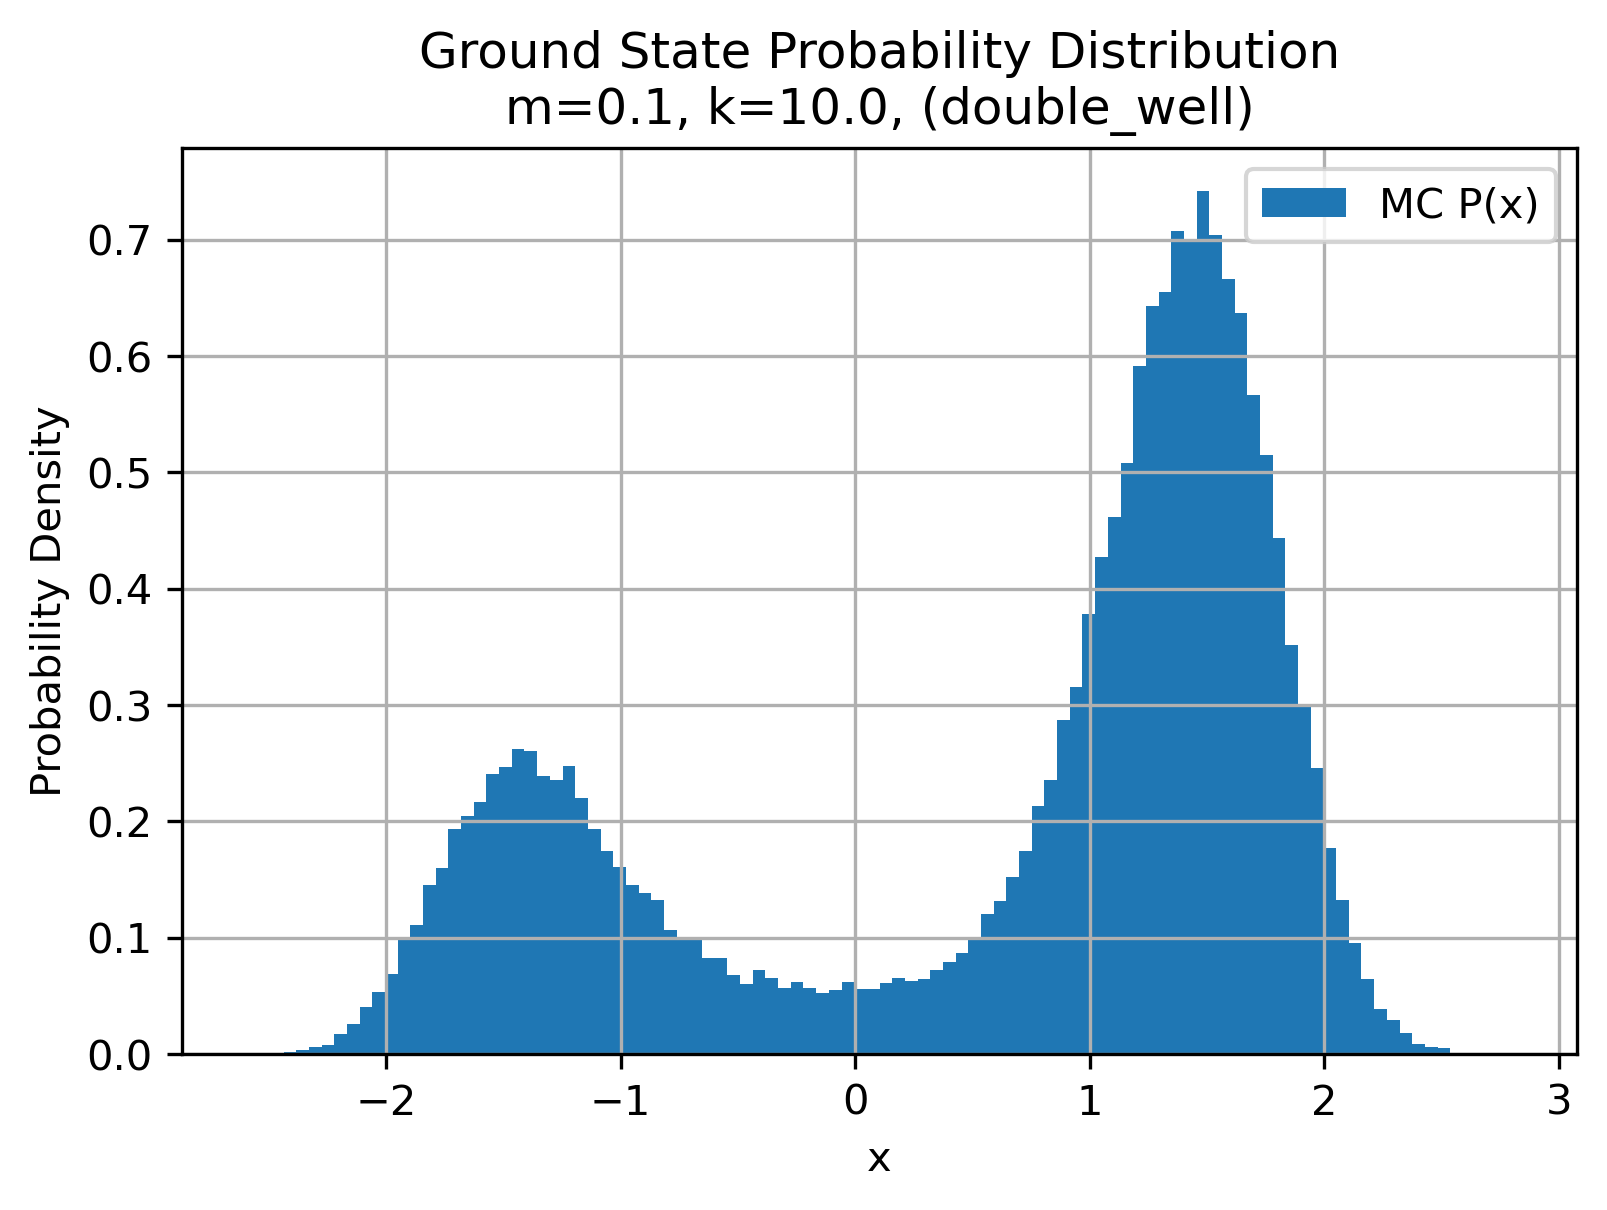 Ground State Probability Distribution
m=0.1, k=10.0, (double_well)
MC P(x)
Probability Density
0.7
0.6
0.5
0.4
0.3
0.2
0.1
0.0
−2 −1 0 1 2 3
x